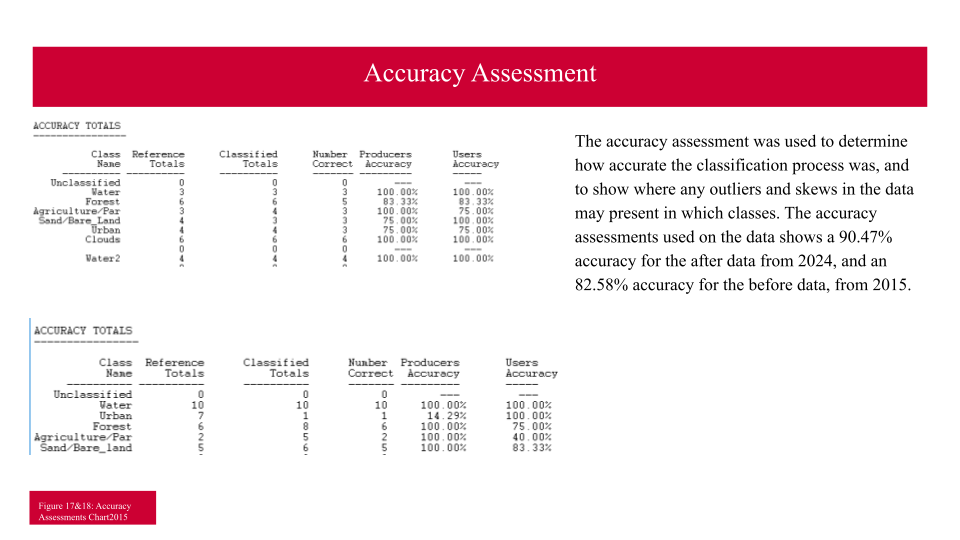 Accuracy Assessment
ACCURACY TOTALS
----------------
Class Reference Classified Number Producers Users
Name Totals Totals Correct Accuracy Accuracy
---------- ---------- ---------- ------- --------- -----
Unclassified 0 0 0 --- ---
Water 3 3 3 100.00% 100.00%
Forest 6 6 5 83.33% 83.33%
Agriculture/Par 3 4 3 100.00% 75.00%
Sand/Bare_Land 4 3 3 75.00% 100.00%
Urban 4 4 3 75.00% 75.00%
Clouds 6 6 6 100.00% 100.00%
0 0 0 --- ---
Water2 4 4 4 100.00% 100.00%
The accuracy assessment was used to determine
how accurate the classification process was, and
to show where any outliers and skews in the data
may present in which classes. The accuracy
assessments used on the data shows a 90.47%
accuracy for the after data from 2024, and an
82.58% accuracy for the before data, from 2015.
ACCURACY TOTALS
----------------
Class Reference Classified Number Producers Users
Name Totals Totals Correct Accuracy Accuracy
---------- ---------- ---------- ------- --------- -----
Unclassified 0 0 0 --- ---
Water 10 10 10 100.00% 100.00%
Urban 7 1 1 14.29% 100.00%
Forest 6 8 6 100.00% 75.00%
Agriculture/Par 2 5 2 100.00% 40.00%
Sand/Bare_land 5 6 5 100.00% 83.33%
Figure 17&18: Accuracy
Assessments Chart2015